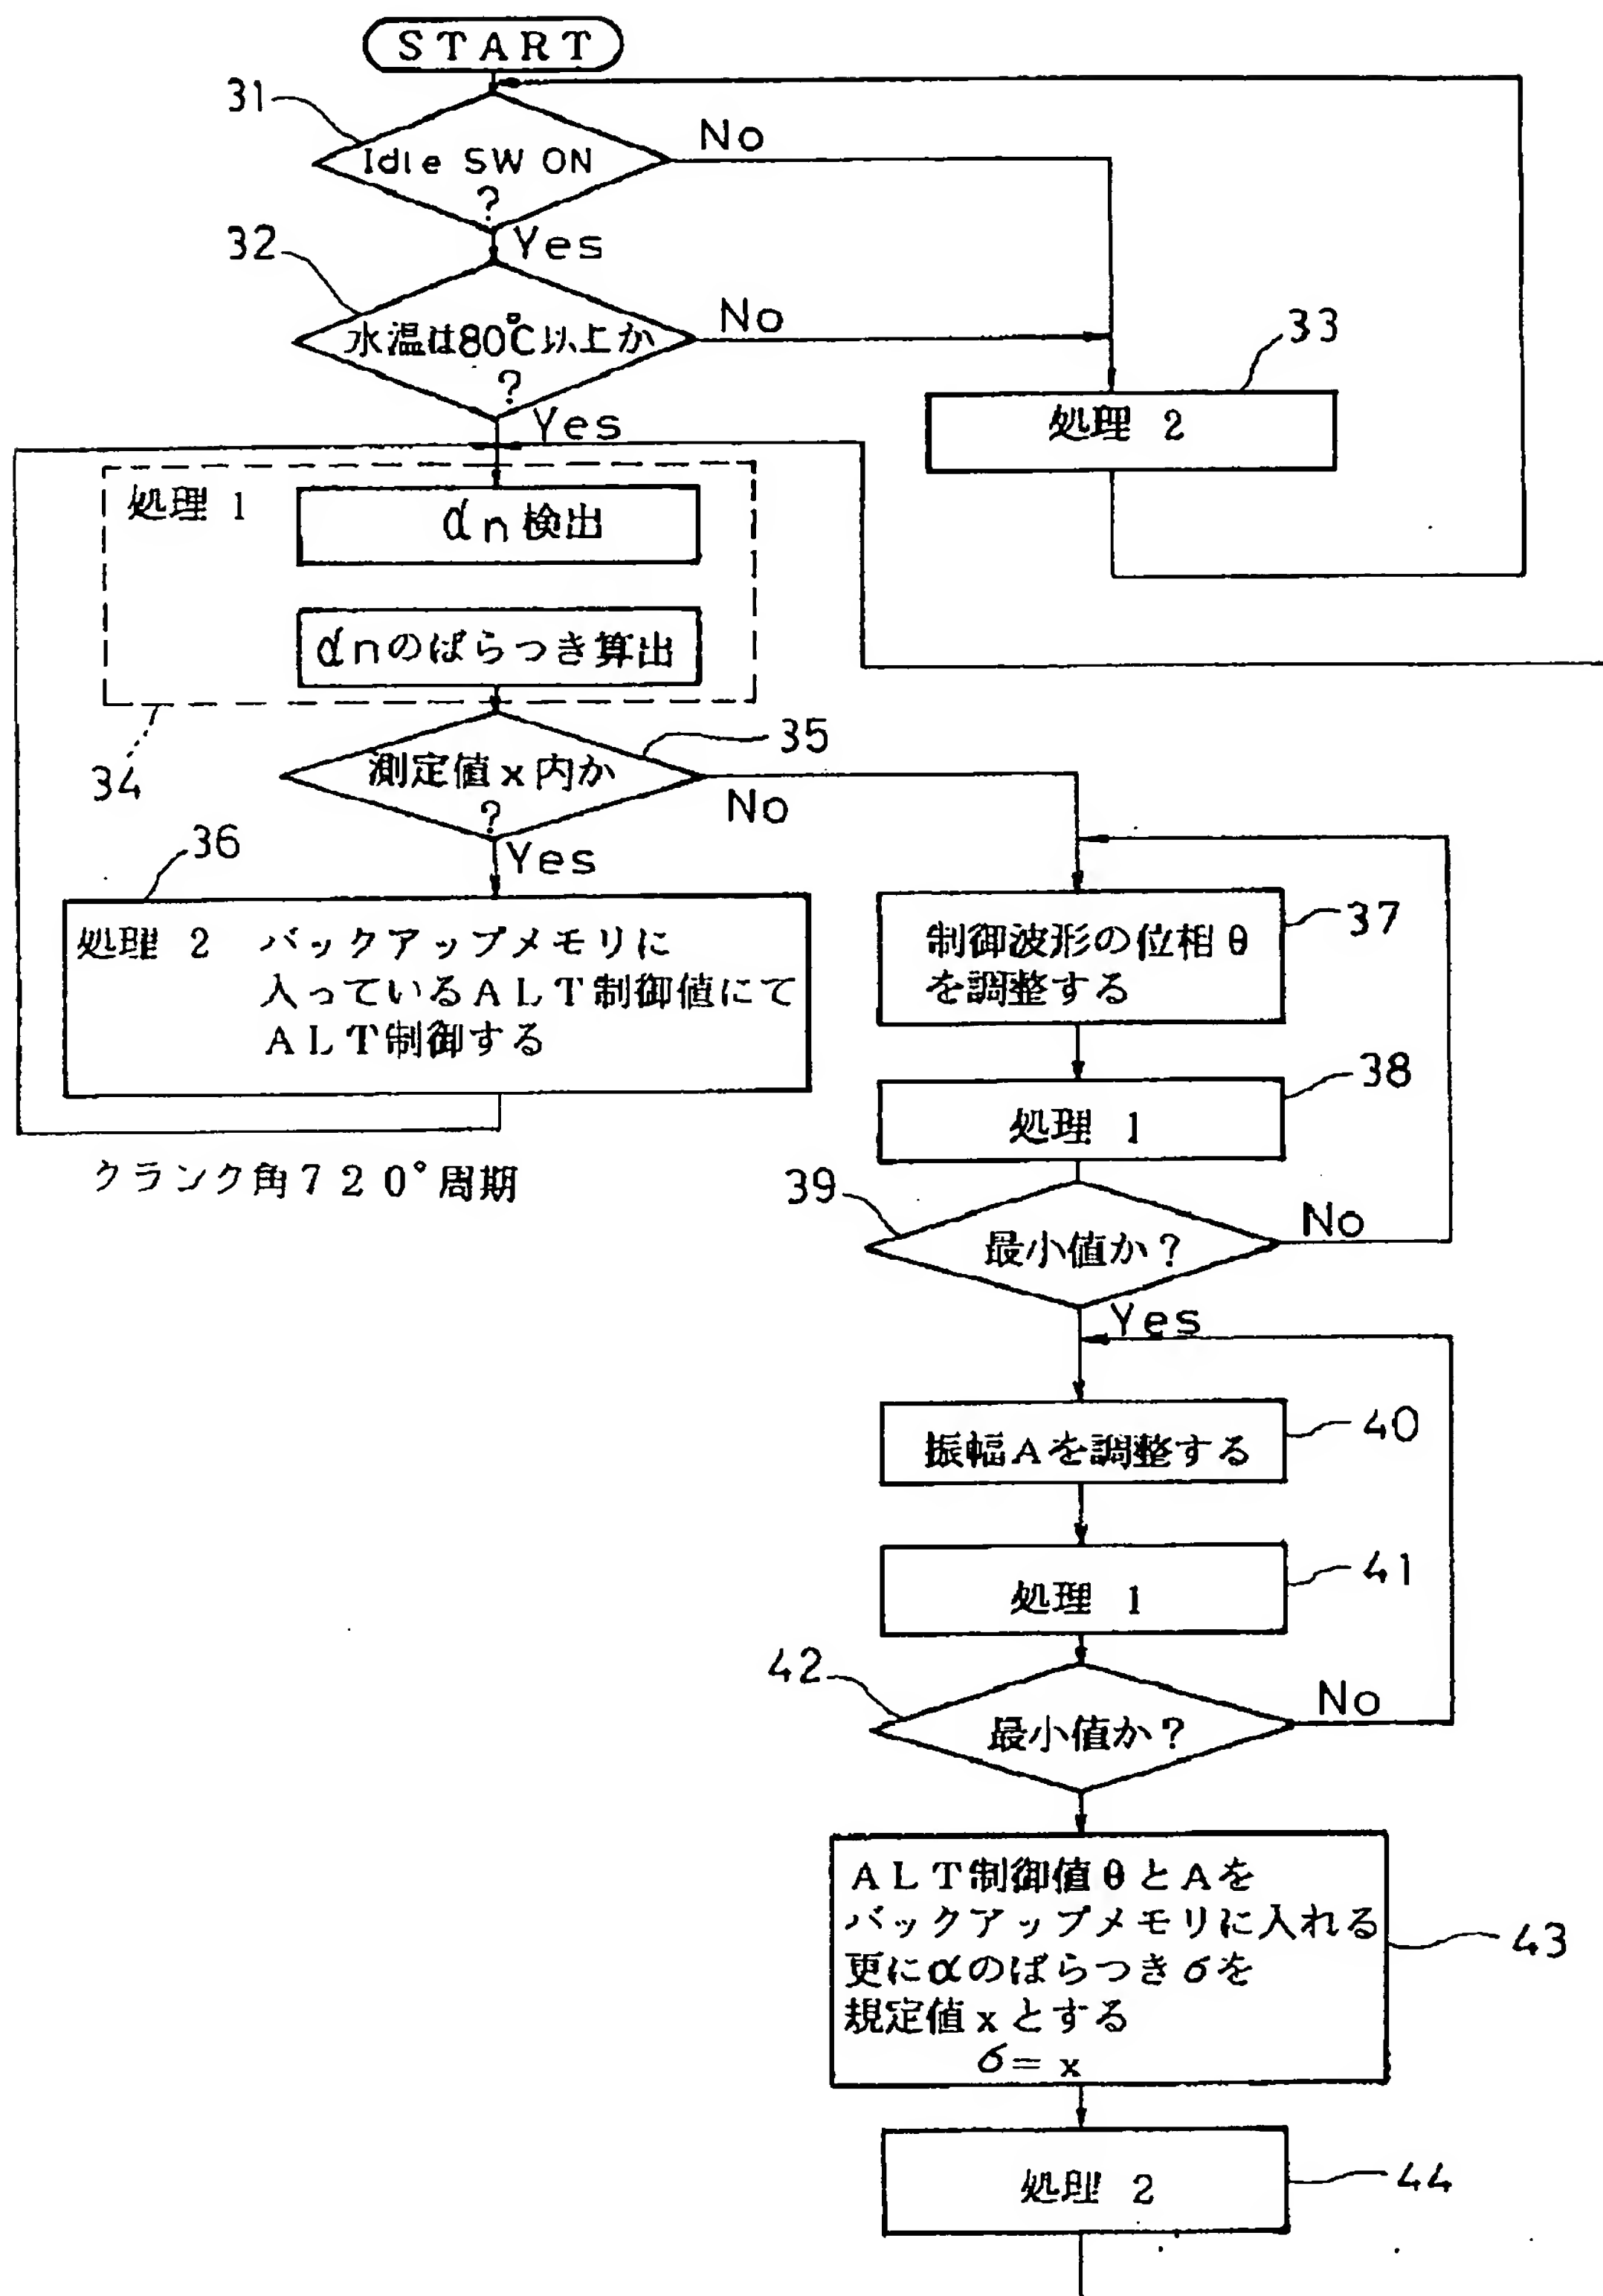 START
31
Idle SW ON
?
No
Yes
32
水温は80℃以上か
?
No
Yes
33
処理 2
処理 1
αn 検出
αnのばらつき算出
34
35
測定値x内か
?
No
Yes
36
処理 2 バックアップメモリに
入っているALT制御値にて
ALT制御する
クランク角720°周期
37
制御波形の位相θ
を調整する
38
処理 1
39
最小値か?
No
Yes
40
振幅Aを調整する
41
処理 1
42
最小値か?
No
43
ALT制御値θとAを
バックアップメモリに入れる
更にαのばらつきσを
規定値xとする
σ=x
44
処理 2